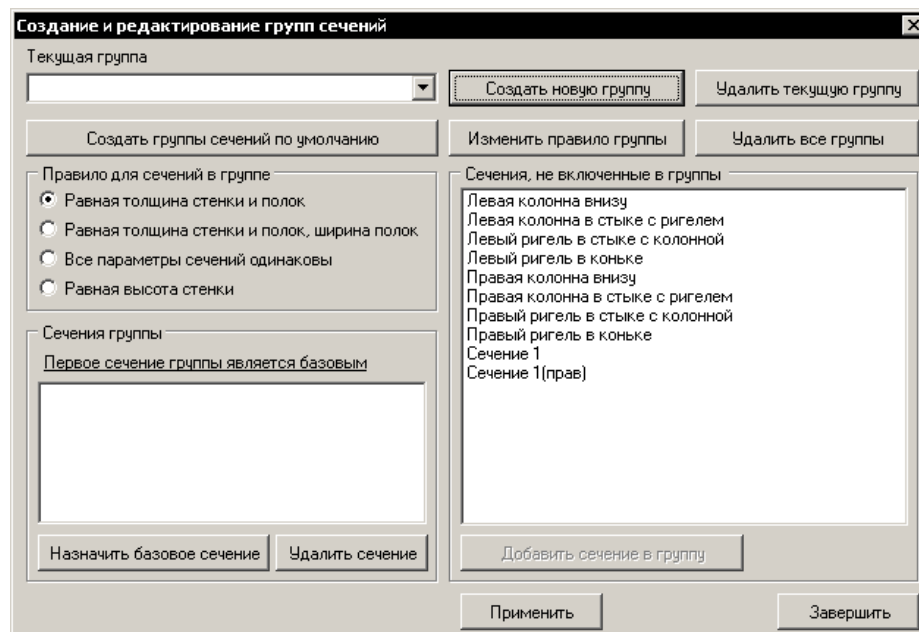 Создание и редактирование групп сечений
Текущая группа
Создать новую группу
Удалить текущую группу
Создать группы сечений по умолчанию
Изменить правило группы
Удалить все группы
Правило для сечений в группе
Равная толщина стенки и полок
Равная толщина стенки и полок, ширина полок
Все параметры сечений одинаковы
Равная высота стенки
Сечения группы
Первое сечение группы является базовым
Назначить базовое сечение
Удалить сечение
Сечения, не включенные в группы
Левая колонна внизу
Левая колонна в стыке с ригелем
Левый ригель в стыке с колонной
Левый ригель в коньке
Правая колонна внизу
Правая колонна в стыке с ригелем
Правый ригель в стыке с колонной
Правый ригель в коньке
Сечение 1
Сечение 1(прав)
Добавить сечение в группу
Применить
Завершить